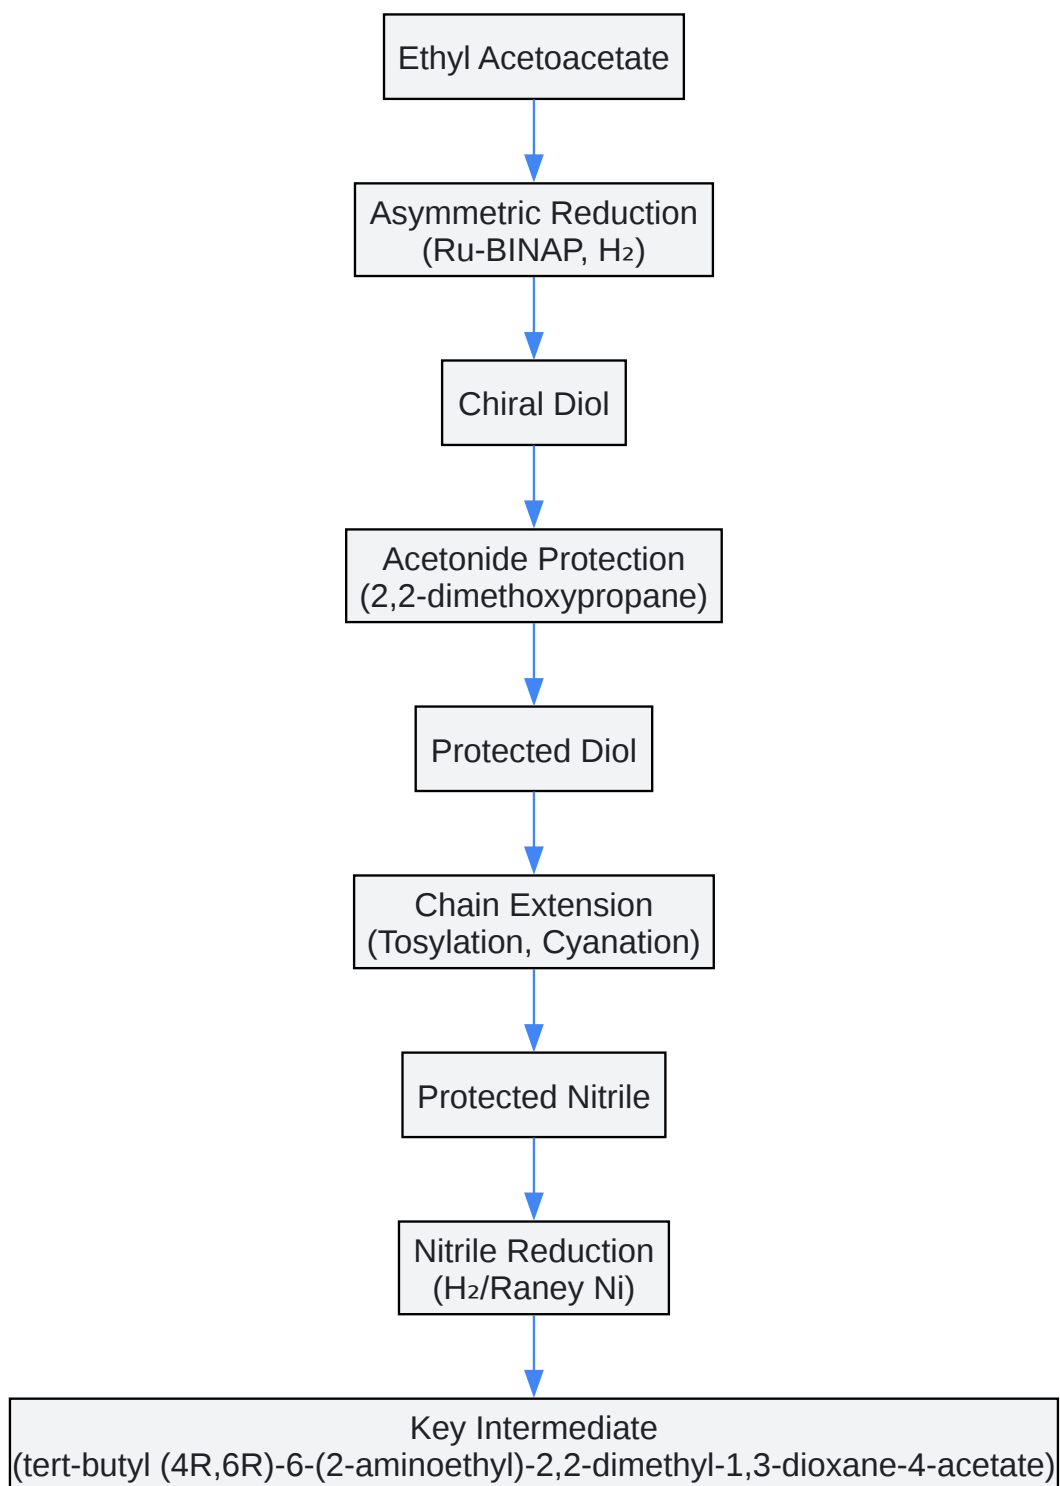 Ethyl Acetoacetate
Asymmetric Reduction
(Ru-BINAP, H₂)
Chiral Diol
Acetonide Protection
(2,2-dimethoxypropane)
Protected Diol
Chain Extension
(Tosylation, Cyanation)
Protected Nitrile
Nitrile Reduction
(H₂/Raney Ni)
Key Intermediate
(tert-butyl (4R,6R)-6-(2-aminoethyl)-2,2-dimethyl-1,3-dioxane-4-acetate)